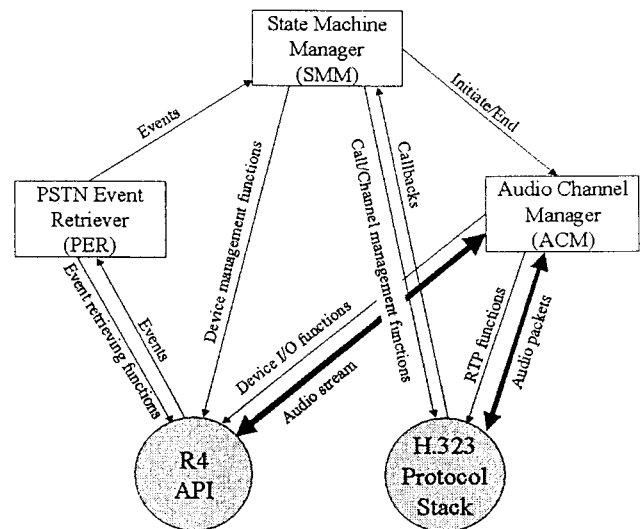 State Machine
Manager
(SMM)
Events
Initiate/End
PSTN Event
Retriever
(PER)
Device management functions
Call/Channel management functions
Callbacks
Audio Channel
Manager
(ACM)
Event retrieving functions
Events
Device I/O functions
Audio stream
RTP functions
Audio packets
R4
API
H.323
Protocol
Stack